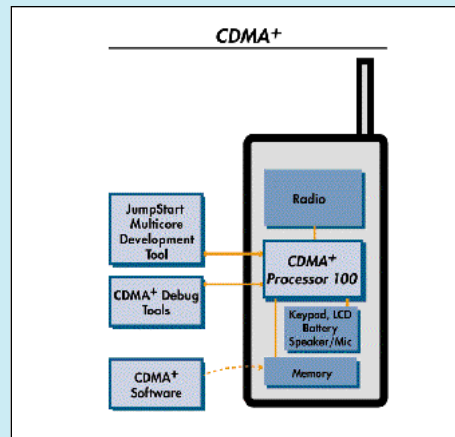 CDMA+
Radio
JumpStart
Multicore
Development
Tool
CDMA+
Processor 100
CDMA+ Debug
Tools
Keypad, LCD
Battery
Speaker/Mic
CDMA+
Software
Memory